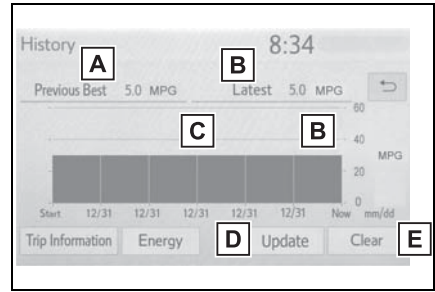 History 8:34
A B
Previous Best 5.0 MPG Latest 5.0 MPG
60
C B
40
MPG
20
0
Start 12/31 12/31 12/31 12/31 12/31 Now mm/dd
Trip Information Energy D Update Clear E